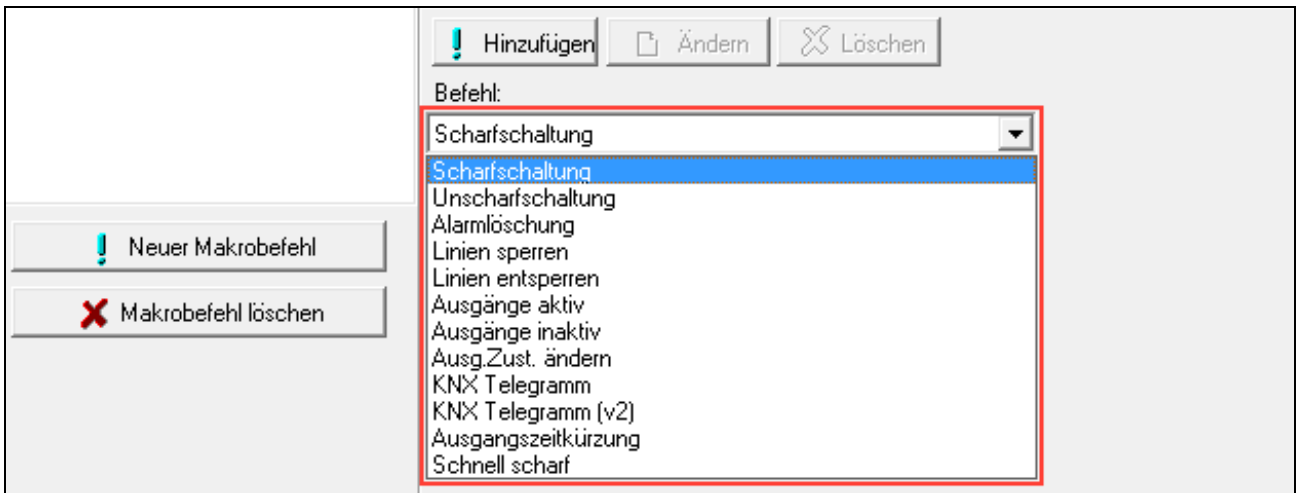 Hinzufügen Ändern Löschen
Befehl:
Scharfschaltung
Scharfschaltung
Unscharfschaltung
Alarmlöschung
Linien sperren
Linien entsperren
Ausgänge aktiv
Ausgänge inaktiv
Ausg.Zust. ändern
KNX Telegramm
KNX Telegramm (v2)
Ausgangszeitkürzung
Schnell scharf
Neuer Makrobefehl
Makrobefehl löschen